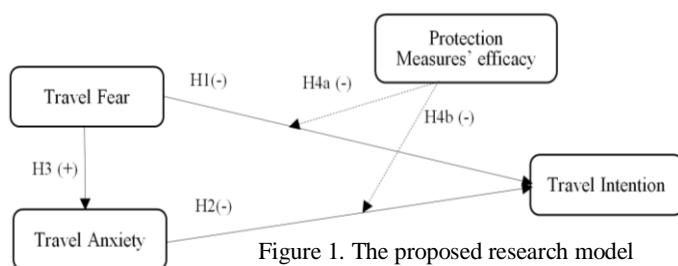 Protection
Measures` efficacy
H1(-)
H4a (-)
Travel Fear
H4b (-)
H3 (+)
Travel Intention
H2(-)
Travel Anxiety
Figure 1. The proposed research model